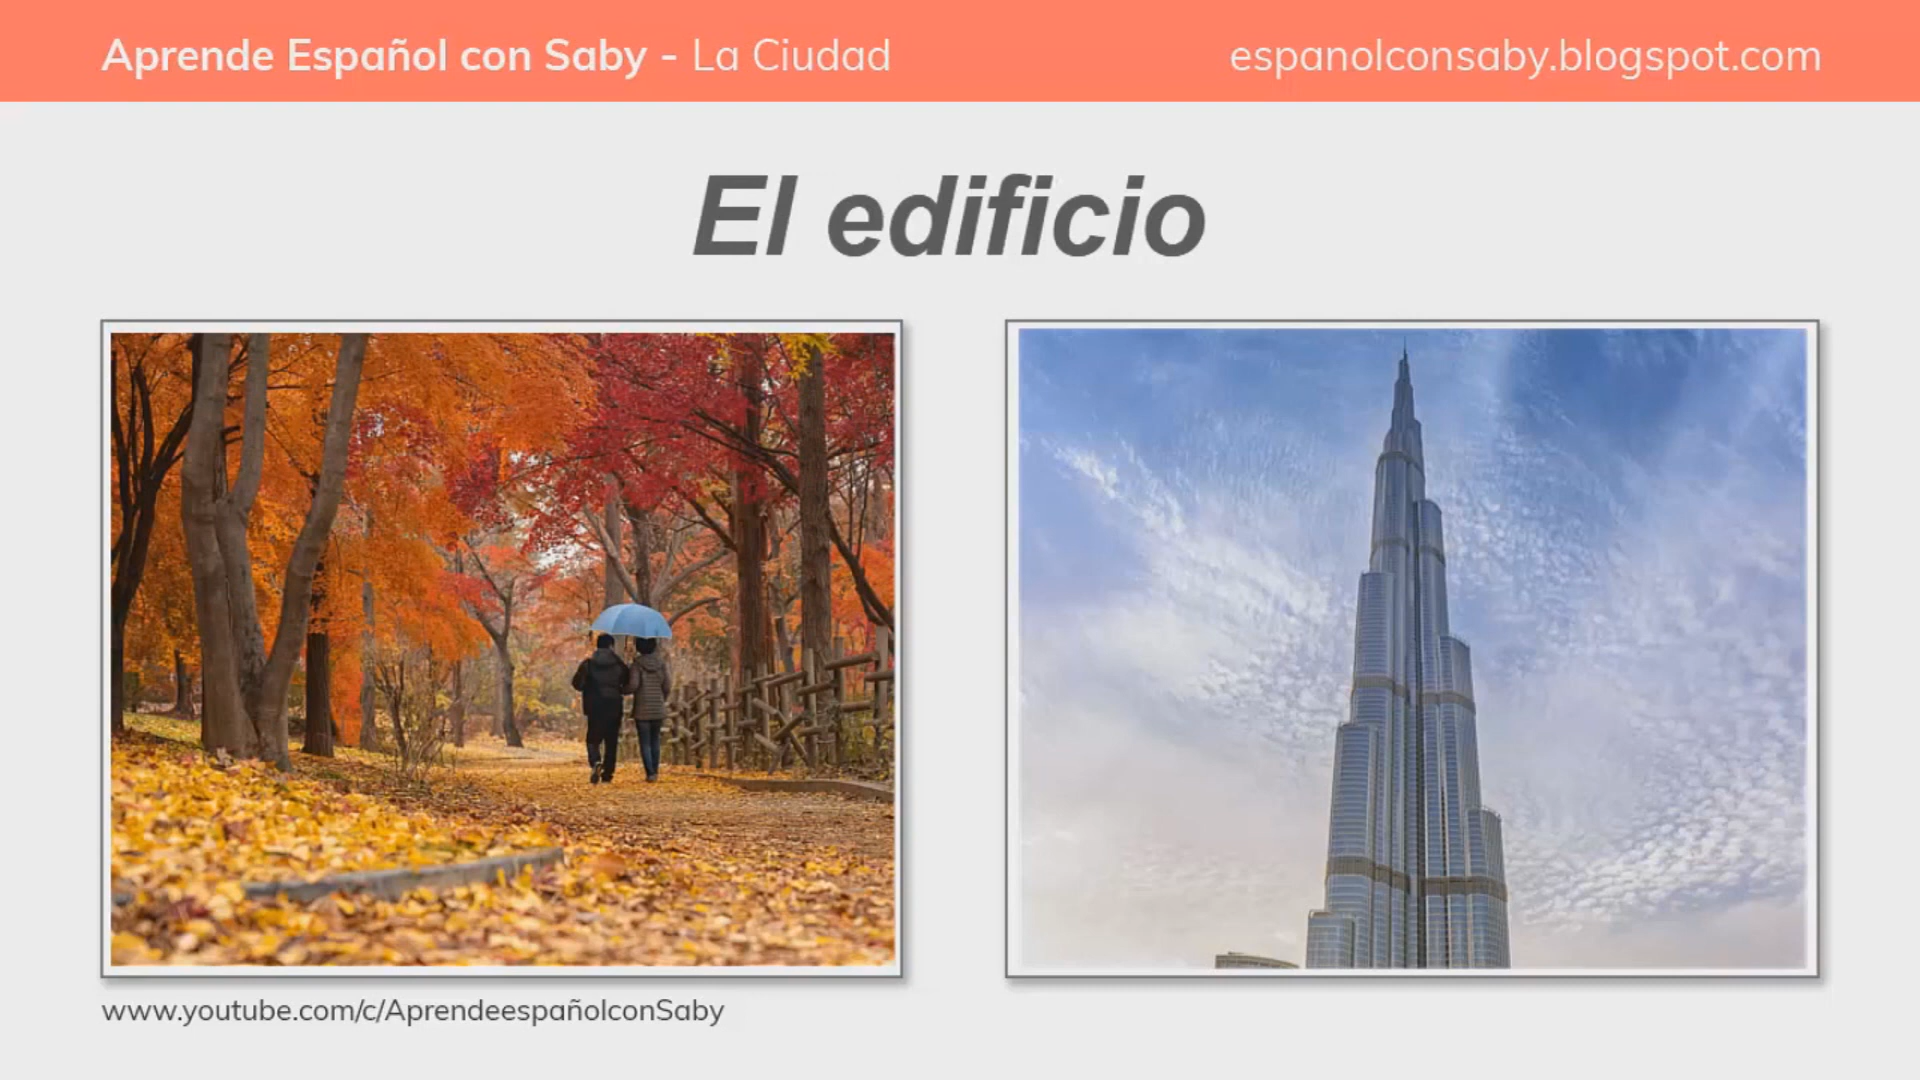 Aprende Español con Saby - La Ciudad
espanolconsaby.blogspot.com
El edificio
www.youtube.com/c/AprendeespañolconSaby